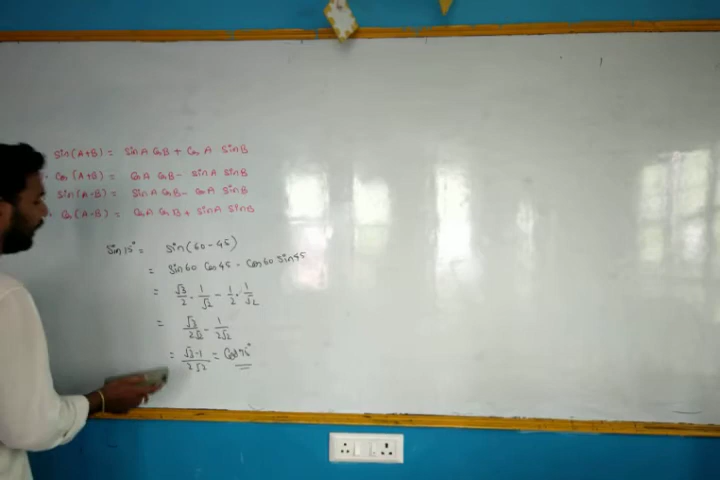 Sin(A+B) = SinA CosB + Cos A SinB
Cos (A+B) = CosA CosB - SinA SinB
Sin(A-B) = SinA CosB - CosA SinB
Cos(A-B) = CosA CosB + SinA SinB
Sin15° = Sin(60-45)
= Sin60 Cos45 - Cos60 Sin45
= √3/2 . 1/√2 - 1/2 . 1/√2
= √3/2√2 - 1/2√2
= √3-1/2√2 = Cos75°